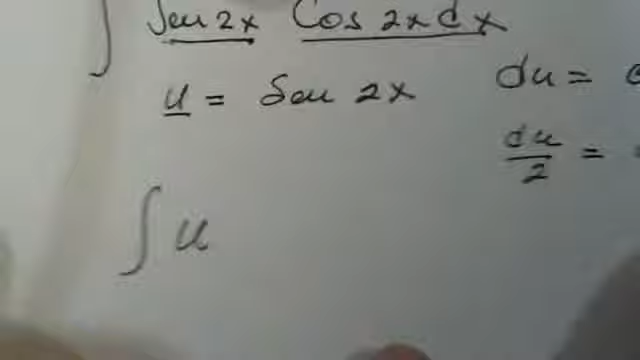 ∫ Sen 2x Cos 2x dx
u = Sen 2x du =
du/2 =
∫ u